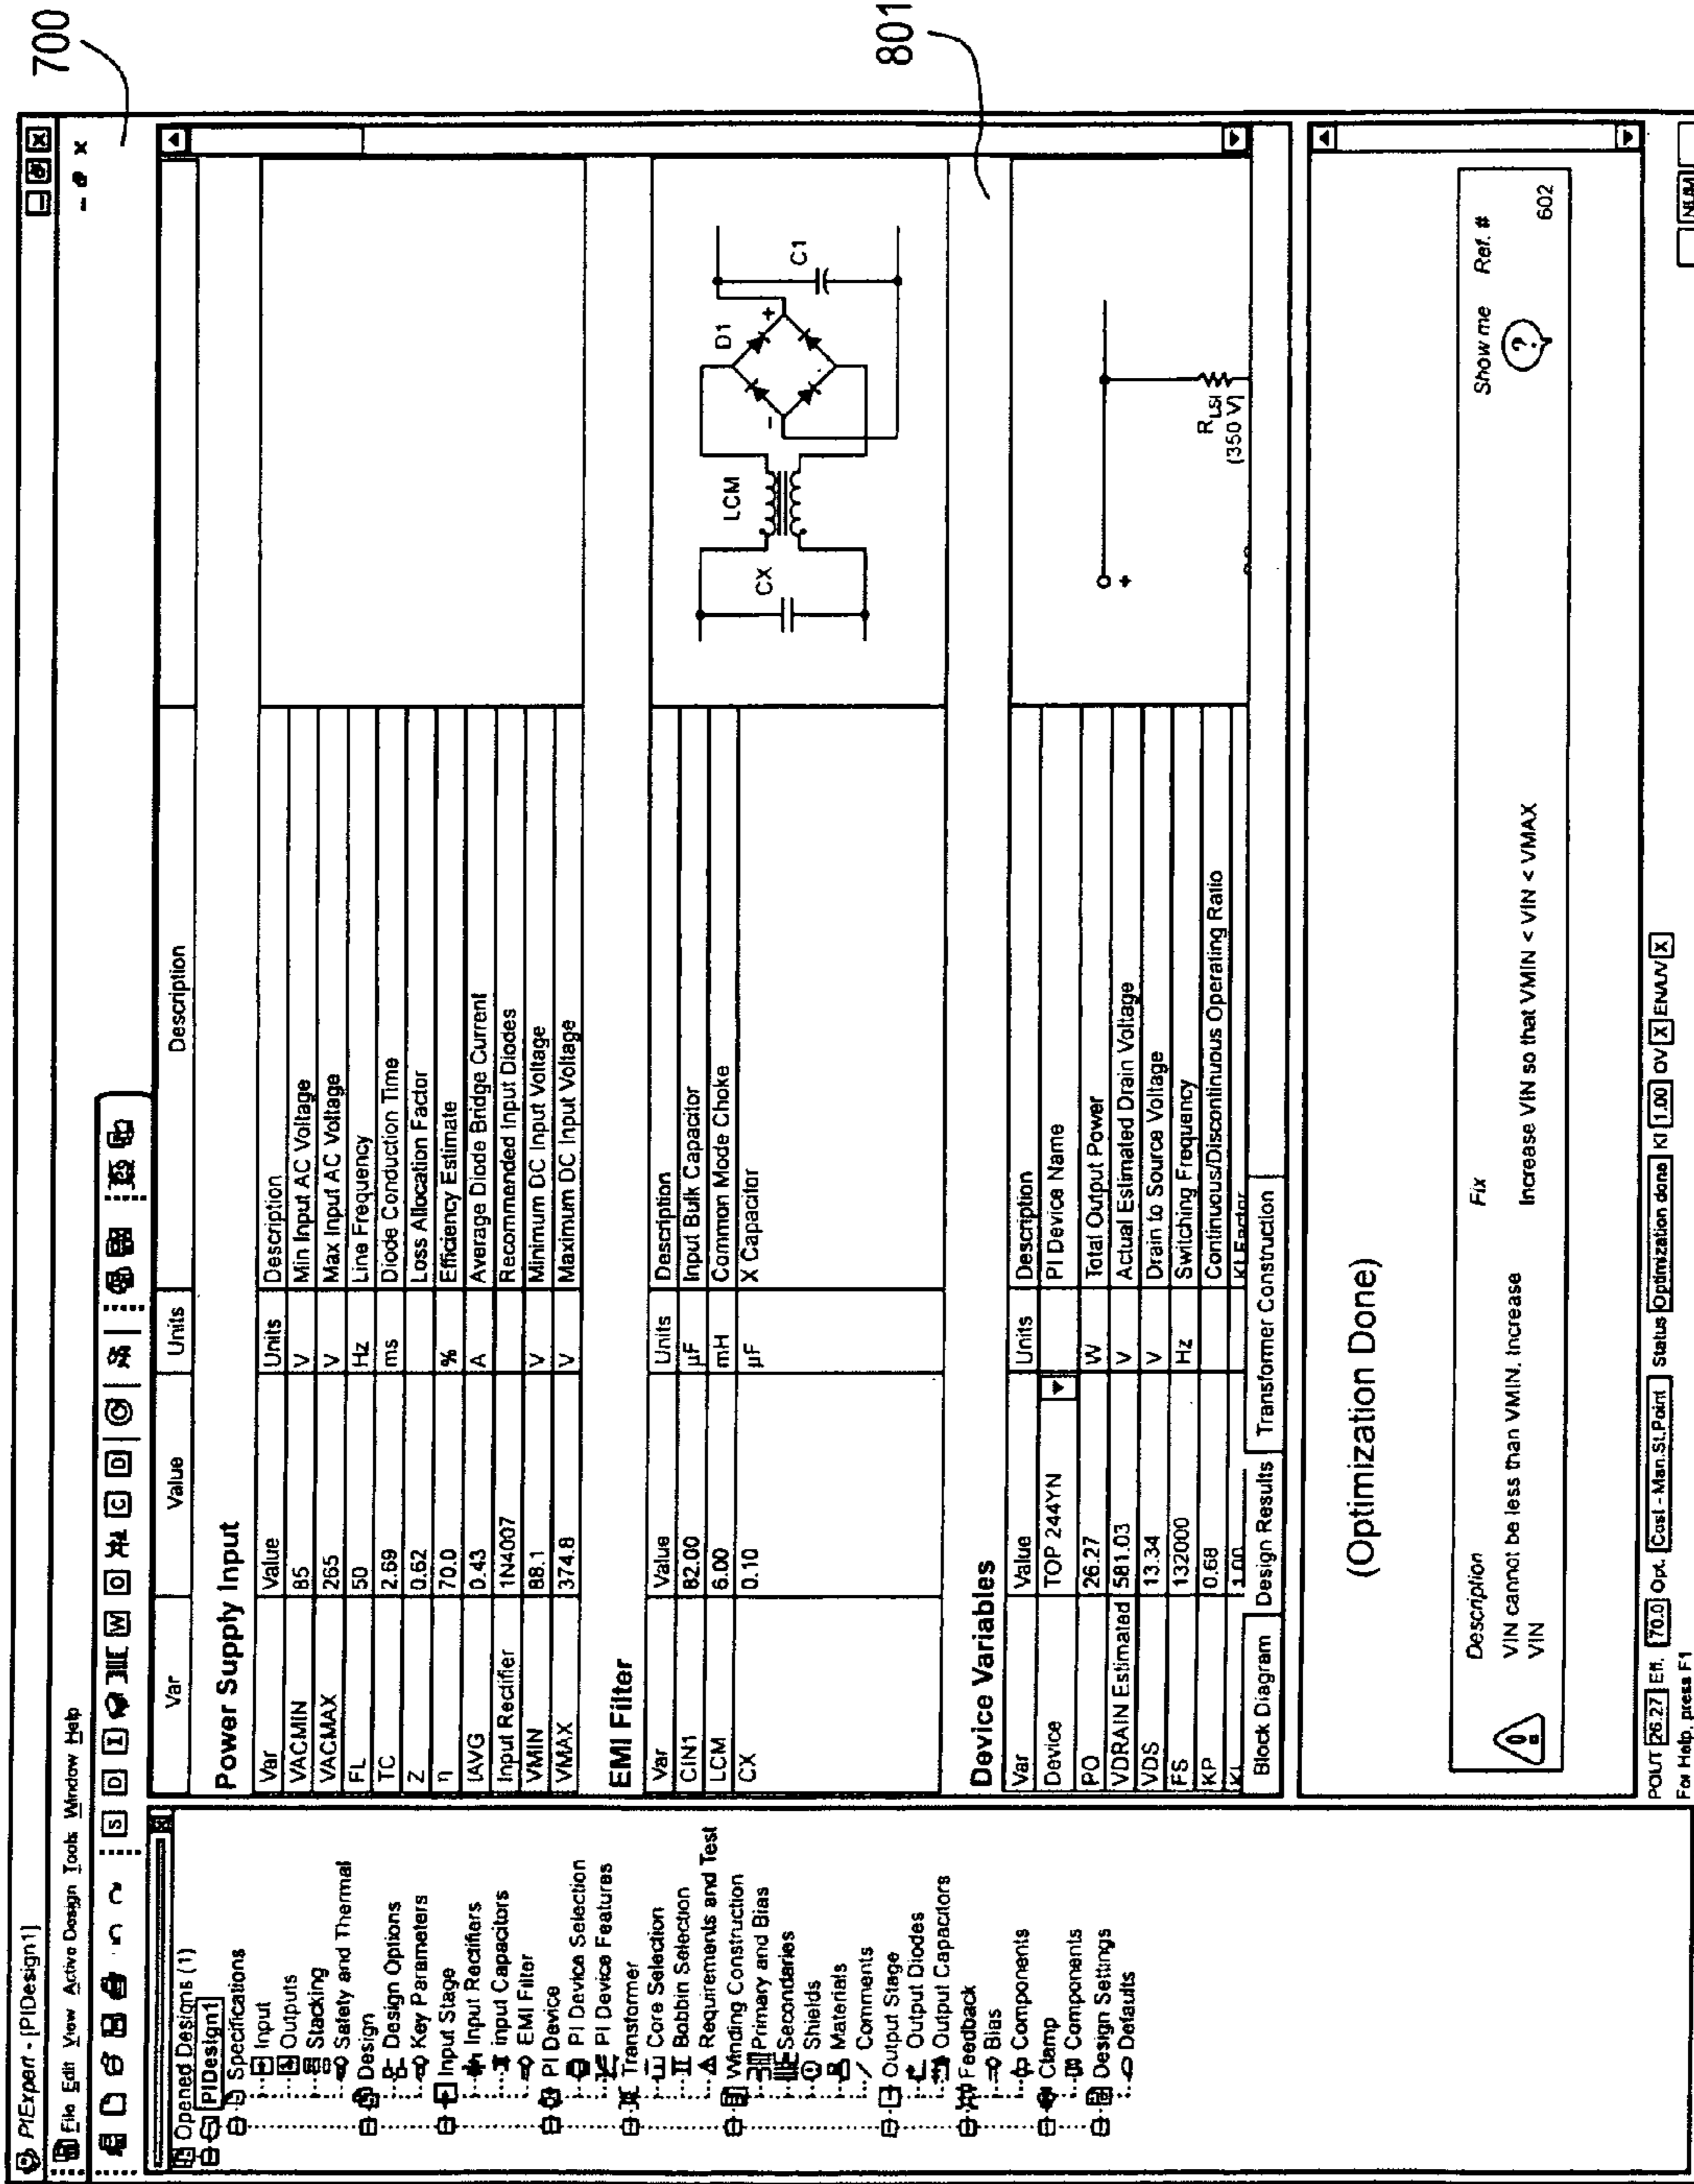 700
PIExpert - [PIDesign1]
File Edit View Active Design Tools Window Help
S D I W O C D
Opened Designs (1)
PIDesign1
Specifications
Input
Outputs
Stacking
Safety and Thermal
Design
Design Options
Key Parameters
Input Stage
Input Rectifiers
Input Capacitors
EMI Filter
PI Device
PI Device Selection
PI Device Features
Transformer
Core Selection
Bobbin Selection
Requirements and Test
Winding Construction
Primary and Bias
Secondaries
Shields
Materials
Comments
Output Stage
Output Diodes
Output Capacitors
Feedback
Bias
Components
Clamp
Components
Design Settings
Defaults
Var Value Units Description
Power Supply Input
Var Value Units Description
VACMIN 85 V Min Input AC Voltage
VACMAX 265 V Max Input AC Voltage
FL 50 Hz Line Frequency
TC 2.69 ms Diode Conduction Time
Z 0.62 Loss Allocation Factor
η 70.0 % Efficiency Estimate
IAVG 0.43 A Average Diode Bridge Current
Input Rectifier 1N4007 Recommended Input Diodes
VMIN 88.1 V Minimum DC Input Voltage
VMAX 374.8 V Maximum DC Input Voltage
EMI Filter
Var Value Units Description
CIN1 82.00 µF Input Bulk Capacitor
LCM 6.00 mH Common Mode Choke
CX 0.10 µF X Capacitor
CX LCM D1 C1
- +
801
Device Variables
Var Value Units Description
Device TOP 244YN PI Device Name
PO 26.27 W Total Output Power
VDRAIN Estimated 581.03 V Actual Estimated Drain Voltage
VDS 13.34 V Drain to Source Voltage
FS 132000 Hz Switching Frequency
KP 0.68 Continuous/Discontinuous Operating Ratio
KI 1.00 KI Factor
+
RLSI
(350 V)
Block Diagram Design Results Transformer Construction
(Optimization Done)
Description Fix Show me Ref. #
VIN cannot be less than VMIN. increase Increase VIN so that VMIN < VIN < VMAX ? 602
VIN
POUT 26.27 Eff. 70.0 Opt. Cost - Man.St.Point Status Optimization done KI 1.00 OV X EN/UV X
For Help, press F1 NUM